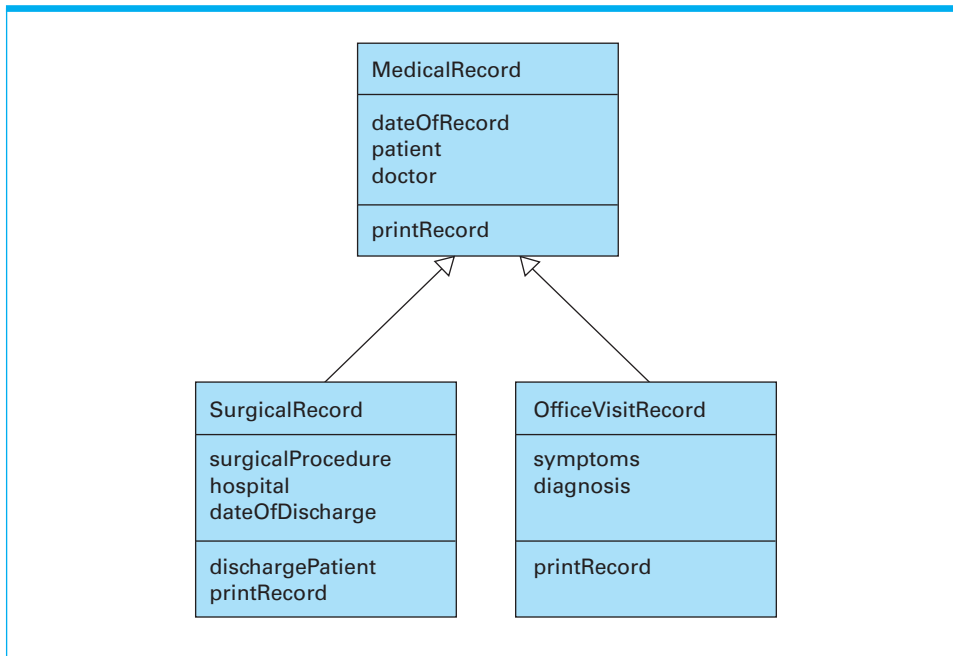 MedicalRecord
dateOfRecord
patient
doctor
printRecord
SurgicalRecord
surgicalProcedure
hospital
dateOfDischarge
dischargePatient
printRecord
OfficeVisitRecord
symptoms
diagnosis
printRecord